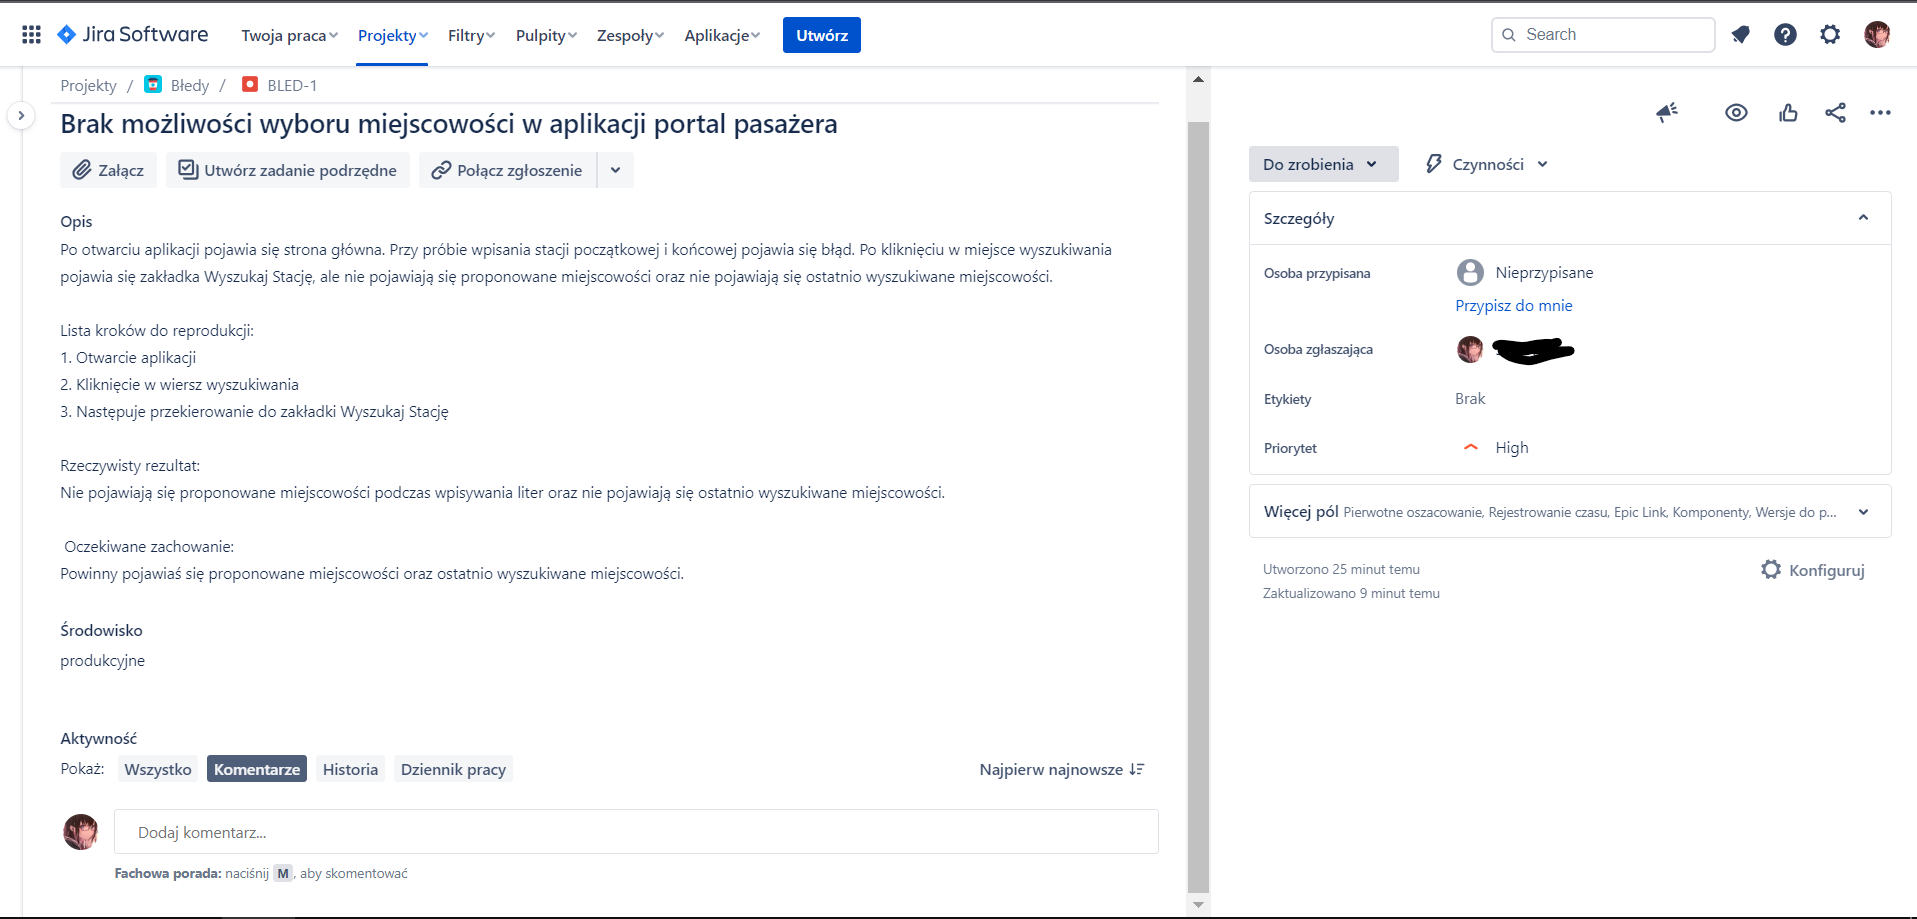 Jira Software Twoja praca Projekty Filtry Pulpity Zespoły Aplikacje Utwórz Search
Projekty / Błedy / BLED-1
Brak możliwości wyboru miejscowości w aplikacji portal pasażera
Załącz Utwórz zadanie podrzędne Połącz zgłoszenie
Opis
Po otwarciu aplikacji pojawia się strona główna. Przy próbie wpisania stacji początkowej i końcowej pojawia się błąd. Po kliknięciu w miejsce wyszukiwania
pojawia się zakładka Wyszukaj Stację, ale nie pojawiają się proponowane miejscowości oraz nie pojawiają się ostatnio wyszukiwane miejscowości.
Lista kroków do reprodukcji:
1. Otwarcie aplikacji
2. Kliknięcie w wiersz wyszukiwania
3. Następuje przekierowanie do zakładki Wyszukaj Stację
Rzeczywisty rezultat:
Nie pojawiają się proponowane miejscowości podczas wpisywania liter oraz nie pojawiają się ostatnio wyszukiwane miejscowości.
Oczekiwane zachowanie:
Powinny pojawiaś się proponowane miejscowości oraz ostatnio wyszukiwane miejscowości.
Środowisko
produkcyjne
Aktywność
Pokaż: Wszystko Komentarze Historia Dziennik pracy Najpierw najnowsze
Dodaj komentarz...
Fachowa porada: naciśnij M, aby skomentować
Do zrobienia Czynności
Szczegóły
Osoba przypisana Nieprzypisane
Przypisz do mnie
Osoba zgłaszająca
Etykiety Brak
Priorytet High
Więcej pól Pierwotne oszacowanie, Rejestrowanie czasu, Epic Link, Komponenty, Wersje do p...
Utworzono 25 minut temu Konfiguruj
Zaktualizowano 9 minut temu